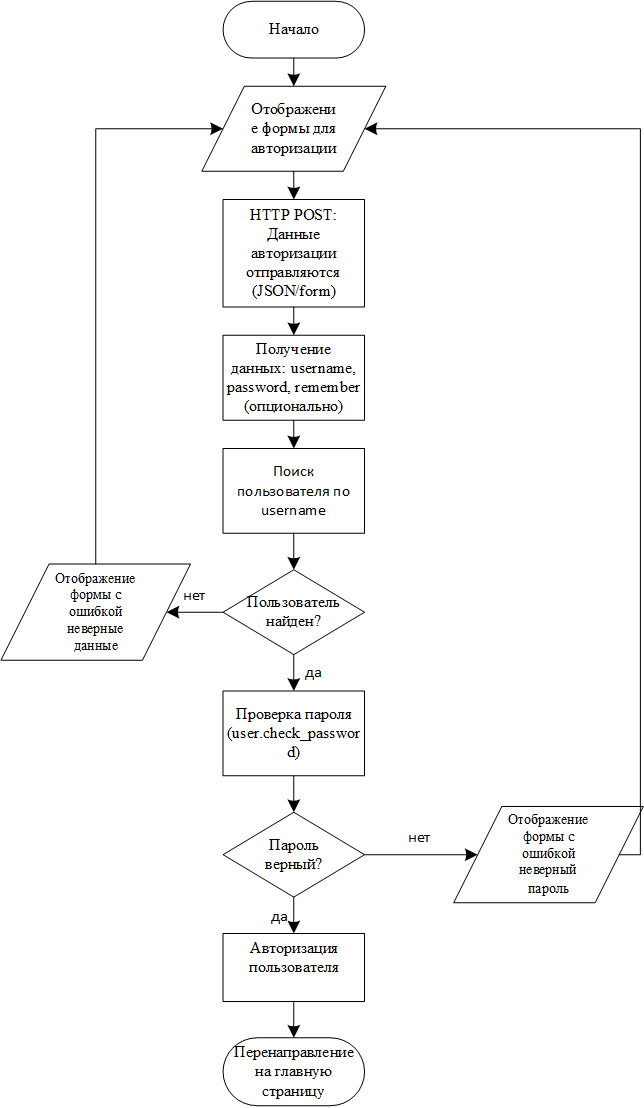 Начало
Отображени
е формы для
авторизации
HTTP POST:
Данные
авторизации
отправляются
(JSON/form)
Получение
данных: username,
password, remember
(опционально)
Поиск
пользователя по
username
Пользователь
найден?
нет
Отображение
формы с
ошибкой
неверные
данные
да
Проверка пароля
(user.check_passwor
d)
Пароль
верный?
нет
Отображение
формы с
ошибкой
неверный
пароль
да
Авторизация
пользователя
Перенаправление
на главную
страницу